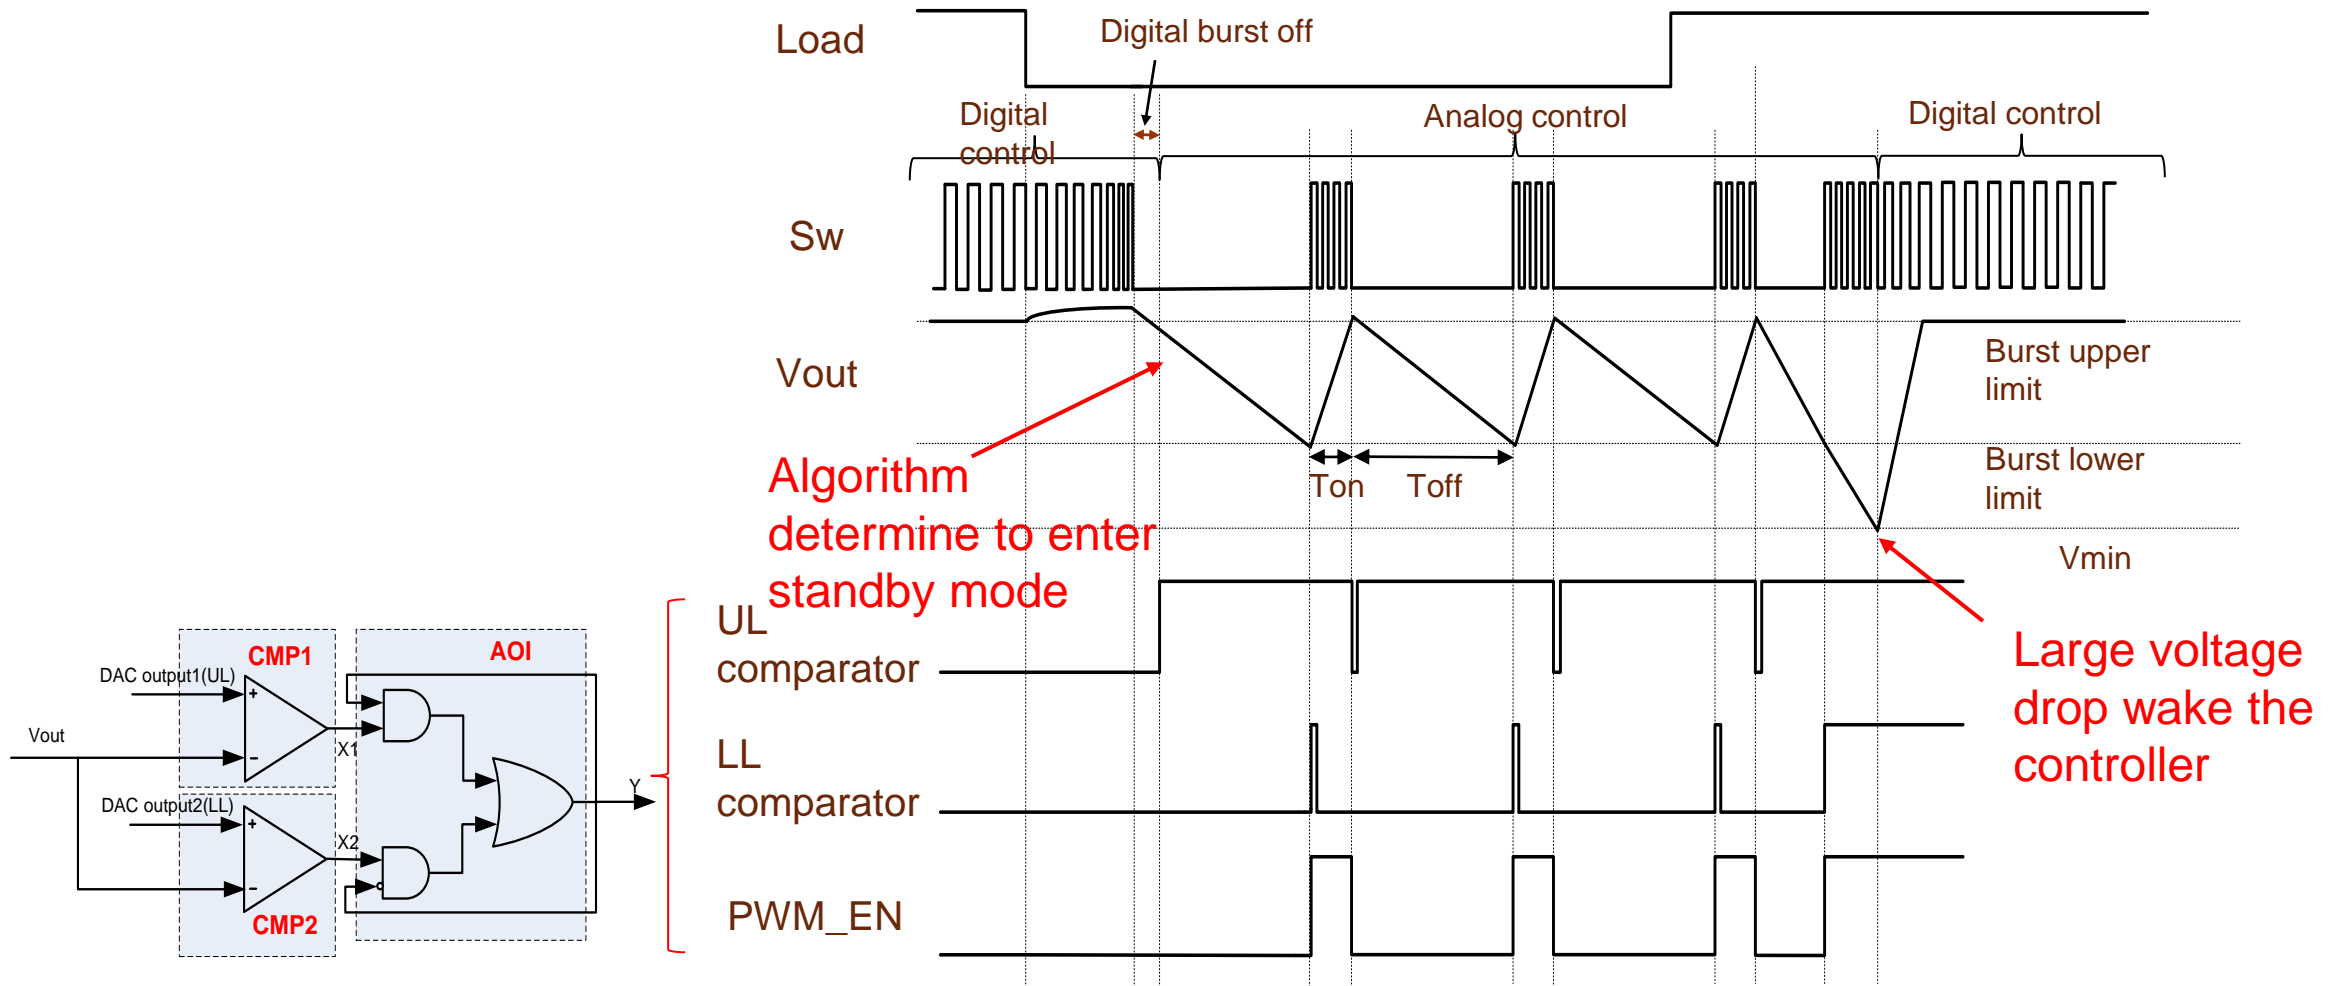 Load
Digital burst off
Digital
control
Analog control
Digital control
Sw
Vout
Burst upper
limit
Burst lower
limit
Ton
Toff
Vmin
Algorithm
determine to enter
standby mode
Large voltage
drop wake the
controller
UL
comparator
LL
comparator
PWM_EN
CMP1
AOI
DAC output1(UL)
+
Vout
-
X1
Y
DAC output2(LL)
+
X2
-
CMP2